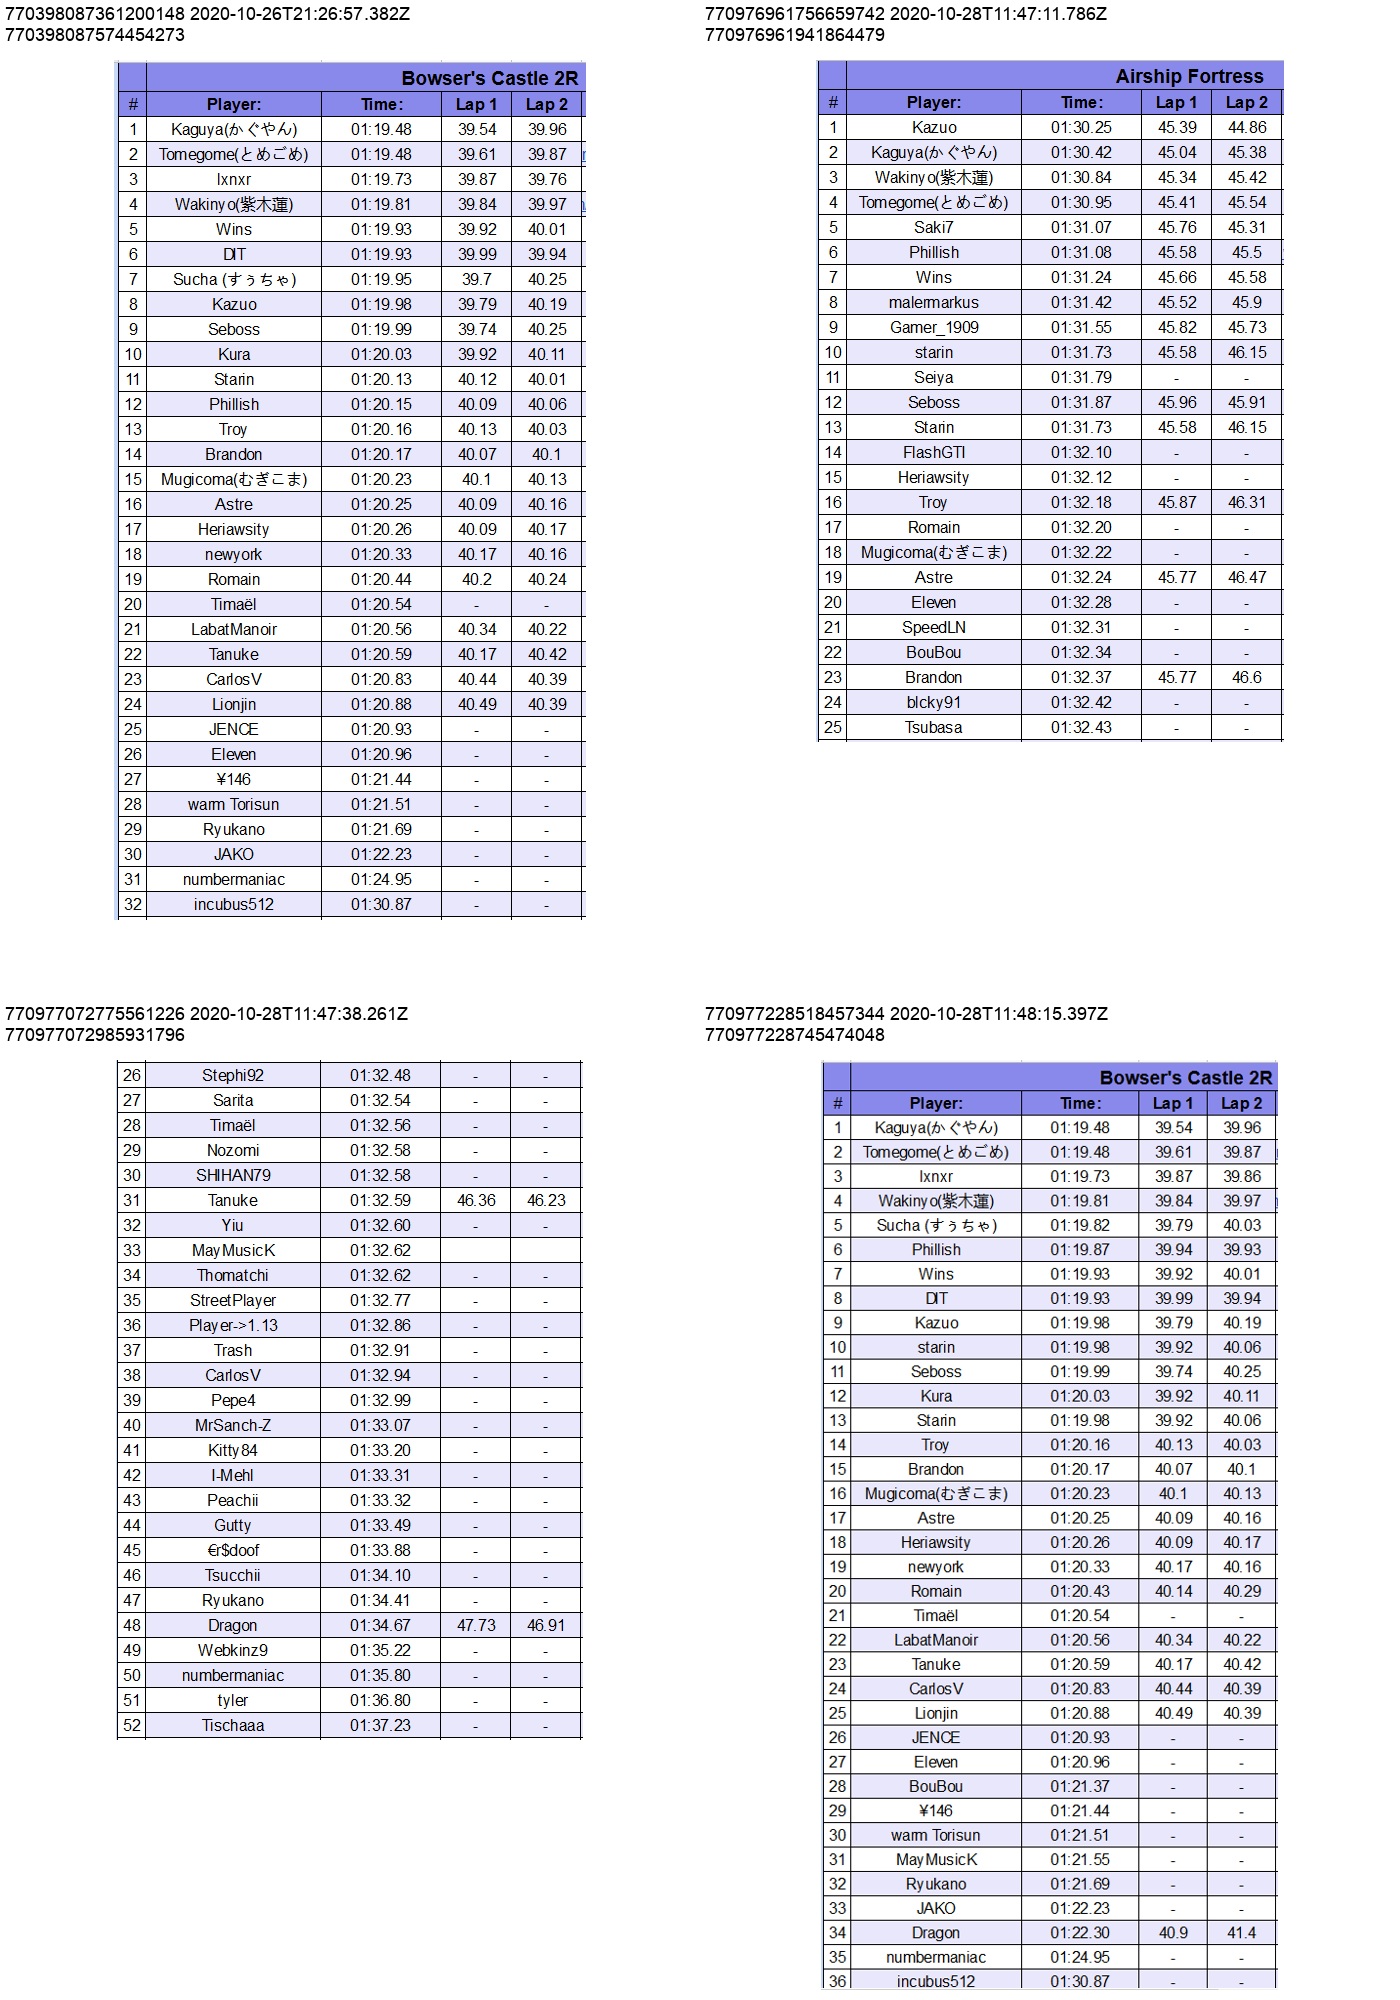 770398087361200148 2020-10-26T21:26:57.382Z
770398087574454273
Bowser's Castle 2R
# Player: Time: Lap 1 Lap 2
1 Kaguya(かぐやん) 01:19.48 39.54 39.96
2 Tomegome(とめごめ) 01:19.48 39.61 39.87
3 lxnxr 01:19.73 39.87 39.76
4 Wakinyo(紫木蓮) 01:19.81 39.84 39.97
5 Wins 01:19.93 39.92 40.01
6 DIT 01:19.93 39.99 39.94
7 Sucha (すぅちゃ) 01:19.95 39.7 40.25
8 Kazuo 01:19.98 39.79 40.19
9 Seboss 01:19.99 39.74 40.25
10 Kura 01:20.03 39.92 40.11
11 Starin 01:20.13 40.12 40.01
12 Phillish 01:20.15 40.09 40.06
13 Troy 01:20.16 40.13 40.03
14 Brandon 01:20.17 40.07 40.1
15 Mugicoma(むぎこま) 01:20.23 40.1 40.13
16 Astre 01:20.25 40.09 40.16
17 Heriawsity 01:20.26 40.09 40.17
18 newyork 01:20.33 40.17 40.16
19 Romain 01:20.44 40.2 40.24
20 Timaël 01:20.54 - -
21 LabatManoir 01:20.56 40.34 40.22
22 Tanuke 01:20.59 40.17 40.42
23 CarlosV 01:20.83 40.44 40.39
24 Lionjin 01:20.88 40.49 40.39
25 JENCE 01:20.93 - -
26 Eleven 01:20.96 - -
27 ¥146 01:21.44 - -
28 warm Torisun 01:21.51 - -
29 Ryukano 01:21.69 - -
30 JAKO 01:22.23 - -
31 numbermaniac 01:24.95 - -
32 incubus512 01:30.87 - -
770976961756659742 2020-10-28T11:47:11.786Z
770976961941864479
Airship Fortress
# Player: Time: Lap 1 Lap 2
1 Kazuo 01:30.25 45.39 44.86
2 Kaguya(かぐやん) 01:30.42 45.04 45.38
3 Wakinyo(紫木蓮) 01:30.84 45.34 45.42
4 Tomegome(とめごめ) 01:30.95 45.41 45.54
5 Saki7 01:31.07 45.76 45.31
6 Phillish 01:31.08 45.58 45.5
7 Wins 01:31.24 45.66 45.58
8 malermarkus 01:31.42 45.52 45.9
9 Gamer_1909 01:31.55 45.82 45.73
10 starin 01:31.73 45.58 46.15
11 Seiya 01:31.79 - -
12 Seboss 01:31.87 45.96 45.91
13 Starin 01:31.73 45.58 46.15
14 FlashGTI 01:32.10 - -
15 Heriawsity 01:32.12 - -
16 Troy 01:32.18 45.87 46.31
17 Romain 01:32.20 - -
18 Mugicoma(むぎこま) 01:32.22 - -
19 Astre 01:32.24 45.77 46.47
20 Eleven 01:32.28 - -
21 SpeedLN 01:32.31 - -
22 BouBou 01:32.34 - -
23 Brandon 01:32.37 45.77 46.6
24 blcky91 01:32.42 - -
25 Tsubasa 01:32.43 - -
770977072775561226 2020-10-28T11:47:38.261Z
770977072985931796
26 Stephi92 01:32.48 - -
27 Sarita 01:32.54 - -
28 Timaël 01:32.56 - -
29 Nozomi 01:32.58 - -
30 SHIHAN79 01:32.58 - -
31 Tanuke 01:32.59 46.36 46.23
32 Yiu 01:32.60 - -
33 MayMusicK 01:32.62
34 Thomatchi 01:32.62 - -
35 StreetPlayer 01:32.77 - -
36 Player->1.13 01:32.86 - -
37 Trash 01:32.91 - -
38 CarlosV 01:32.94 - -
39 Pepe4 01:32.99 - -
40 MrSanch-Z 01:33.07 - -
41 Kitty84 01:33.20 - -
42 I-Mehl 01:33.31 - -
43 Peachii 01:33.32 - -
44 Gutty 01:33.49 - -
45 €r$doof 01:33.88 - -
46 Tsucchii 01:34.10 - -
47 Ryukano 01:34.41 - -
48 Dragon 01:34.67 47.73 46.91
49 Webkinz9 01:35.22 - -
50 numbermaniac 01:35.80 - -
51 tyler 01:36.80 - -
52 Tischaaa 01:37.23 - -
770977228518457344 2020-10-28T11:48:15.397Z
770977228745474048
Bowser's Castle 2R
# Player: Time: Lap 1 Lap 2
1 Kaguya(かぐやん) 01:19.48 39.54 39.96
2 Tomegome(とめごめ) 01:19.48 39.61 39.87
3 lxnxr 01:19.73 39.87 39.86
4 Wakinyo(紫木蓮) 01:19.81 39.84 39.97
5 Sucha (すぅちゃ) 01:19.82 39.79 40.03
6 Phillish 01:19.87 39.94 39.93
7 Wins 01:19.93 39.92 40.01
8 DIT 01:19.93 39.99 39.94
9 Kazuo 01:19.98 39.79 40.19
10 starin 01:19.98 39.92 40.06
11 Seboss 01:19.99 39.74 40.25
12 Kura 01:20.03 39.92 40.11
13 Starin 01:19.98 39.92 40.06
14 Troy 01:20.16 40.13 40.03
15 Brandon 01:20.17 40.07 40.1
16 Mugicoma(むぎこま) 01:20.23 40.1 40.13
17 Astre 01:20.25 40.09 40.16
18 Heriawsity 01:20.26 40.09 40.17
19 newyork 01:20.33 40.17 40.16
20 Romain 01:20.43 40.14 40.29
21 Timaël 01:20.54 - -
22 LabatManoir 01:20.56 40.34 40.22
23 Tanuke 01:20.59 40.17 40.42
24 CarlosV 01:20.83 40.44 40.39
25 Lionjin 01:20.88 40.49 40.39
26 JENCE 01:20.93 - -
27 Eleven 01:20.96 - -
28 BouBou 01:21.37 - -
29 ¥146 01:21.44 - -
30 warm Torisun 01:21.51 - -
31 MayMusicK 01:21.55 - -
32 Ryukano 01:21.69 - -
33 JAKO 01:22.23 - -
34 Dragon 01:22.30 40.9 41.4
35 numbermaniac 01:24.95 - -
36 incubus512 01:30.87 - -